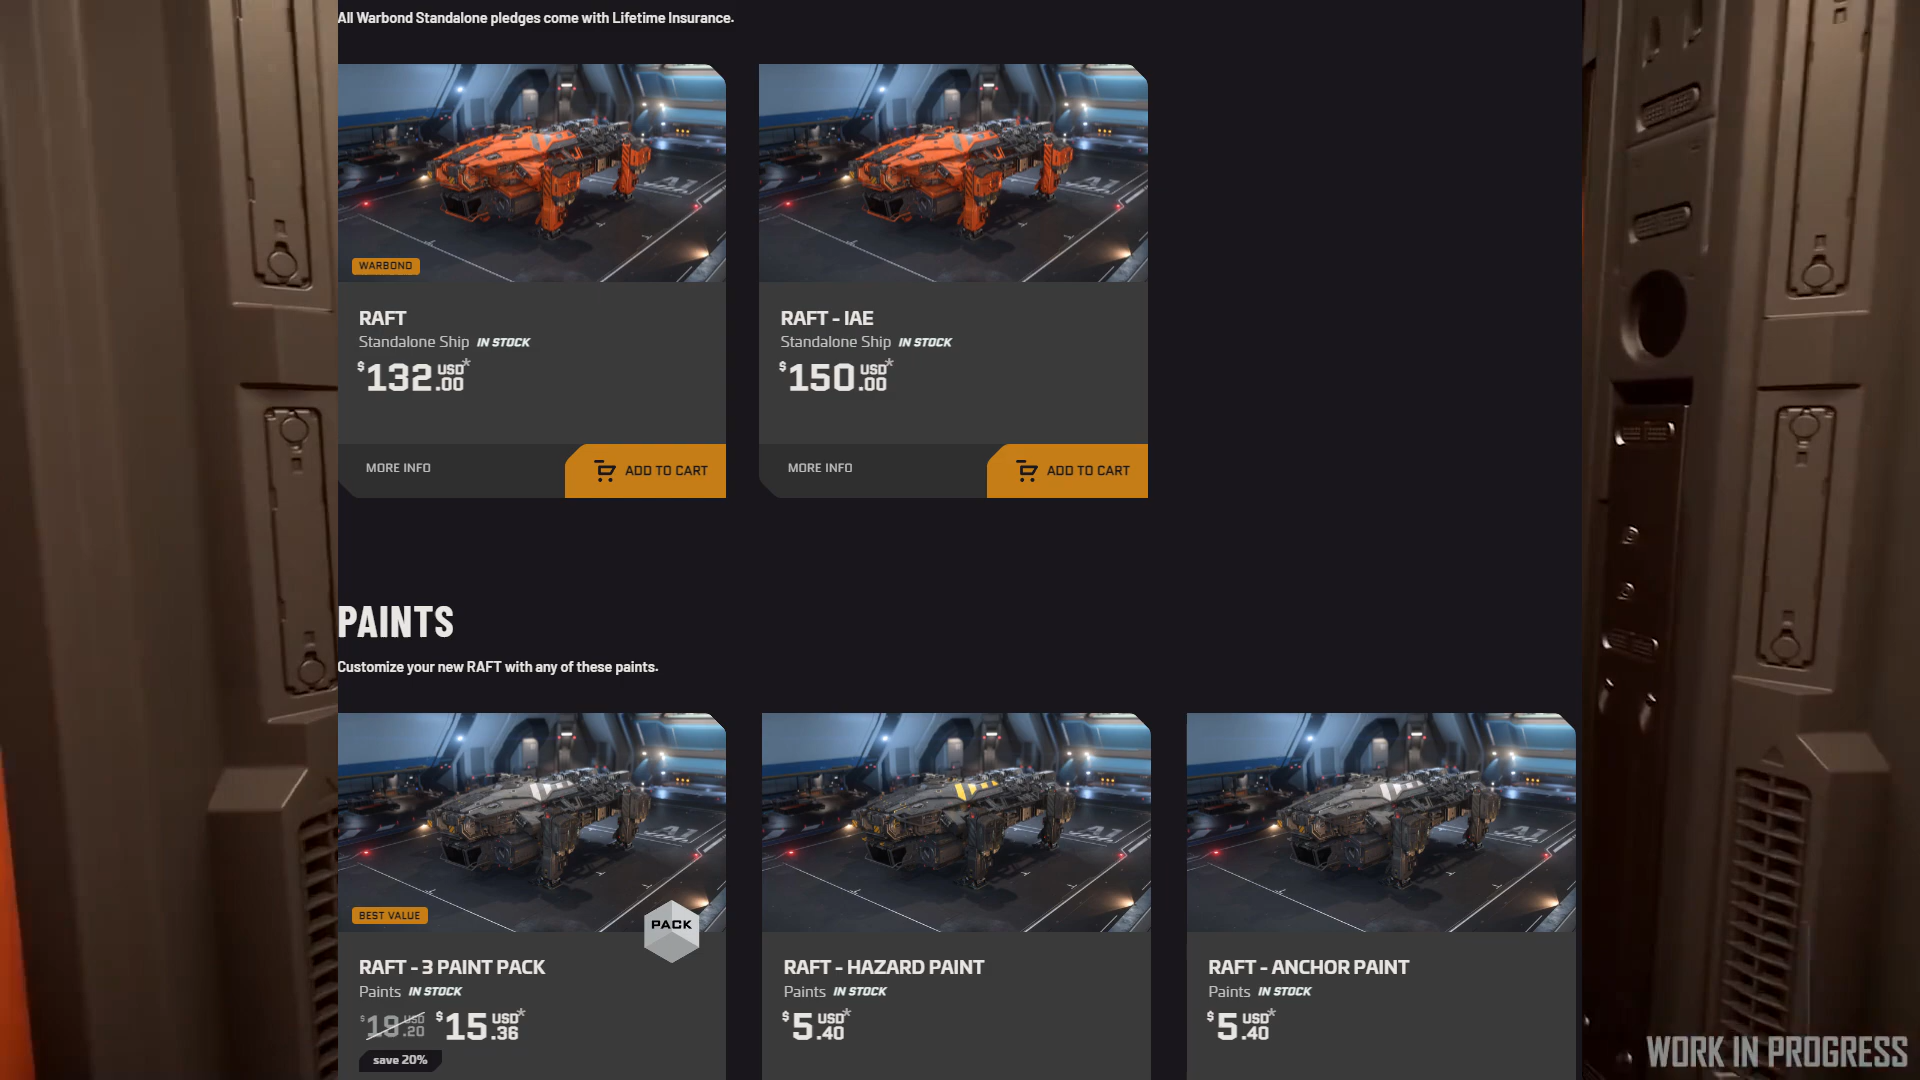 All Warbond Standalone pledges come with Lifetime Insurance.
WARBOND
RAFT
Standalone Ship IN STOCK
$132.00 USD*
MORE INFO
ADD TO CART
RAFT - IAE
Standalone Ship IN STOCK
$150.00 USD*
MORE INFO
ADD TO CART
PAINTS
Customize your new RAFT with any of these paints.
BEST VALUE
PACK
RAFT - 3 PAINT PACK
Paints IN STOCK
$19.20 USD $15.36 USD*
save 20%
RAFT - HAZARD PAINT
Paints IN STOCK
$5.40 USD*
RAFT - ANCHOR PAINT
Paints IN STOCK
$5.40 USD*
WORK IN PROGRESS